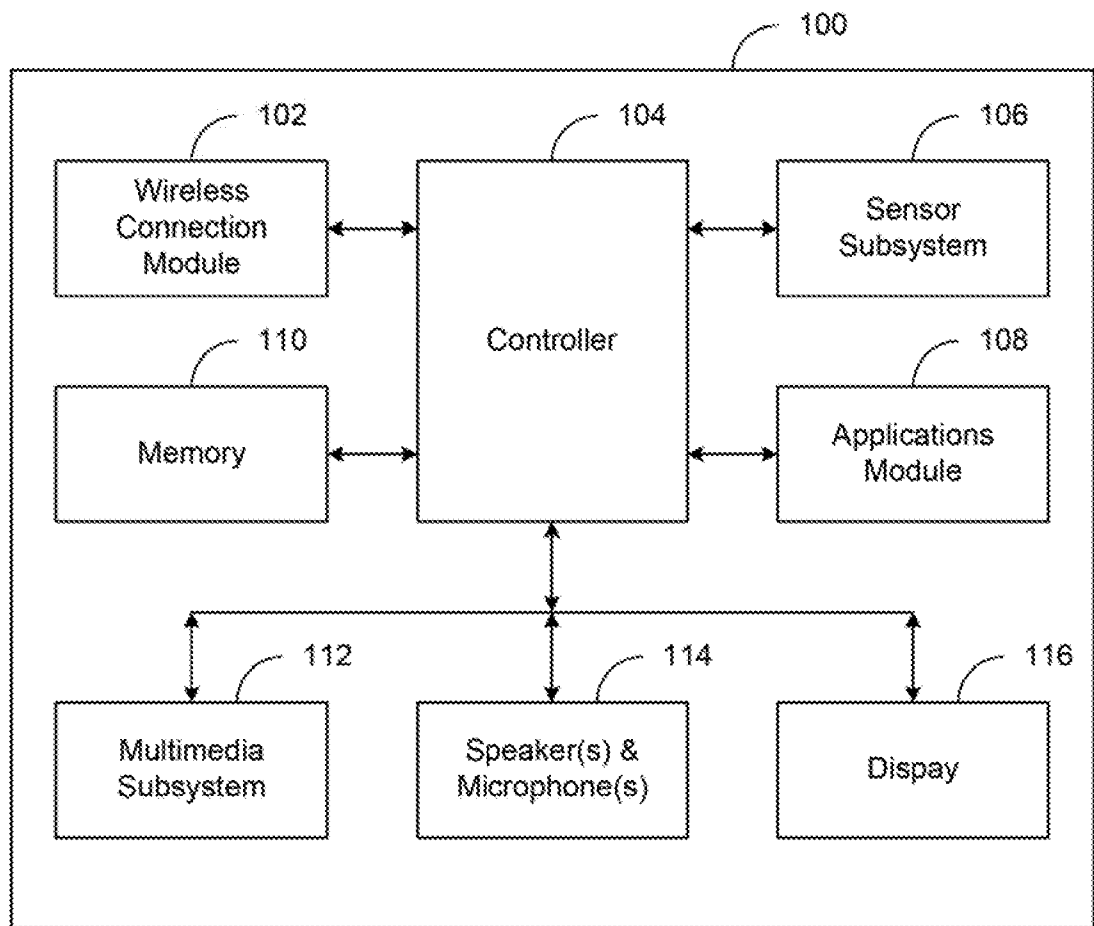 100
102
104
106
Wireless
Connection
Module
Controller
Sensor
Subsystem
110
108
Memory
Applications
Module
112
114
116
Multimedia
Subsystem
Speaker(s) &
Microphone(s)
Dispay